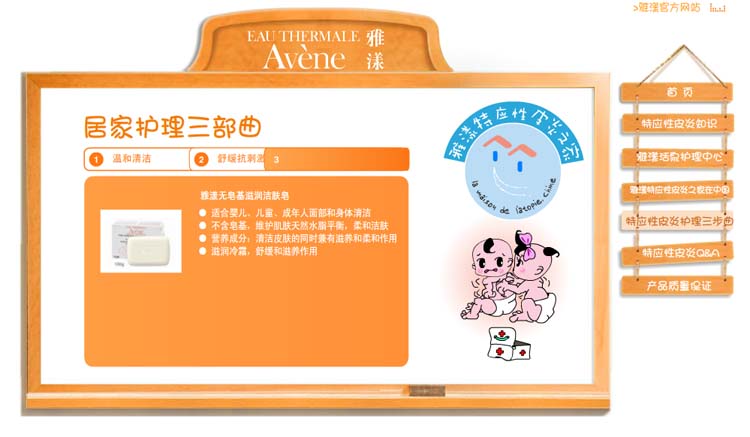 >雅漾官方网站
EAU THERMALE
Avène
雅漾
居家护理三部曲
1 温和清洁
2 舒缓抗刺激
3
雅漾无皂基滋润洁肤皂
● 适合婴儿、儿童、成年人面部和身体清洁
● 不含皂基，维护肌肤天然水脂平衡，柔和洁肤
● 营养成分：清洁皮肤的同时兼有滋养和柔和作用
● 滋润冷霜，舒缓和滋养作用
100g
雅漾特应性皮炎之家
la maison de l'atopie, Chine
首 页
特应性皮炎知识
雅漾活泉护理中心
雅漾特应性皮炎之家在中国
特应性皮炎护理三步曲
特应性皮炎Q&A
产品质量保证